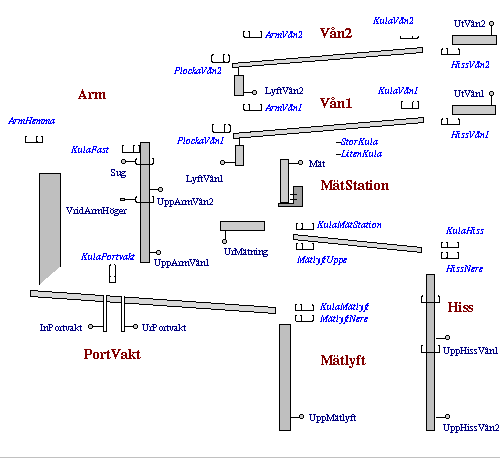 KulaVån2
UtVån2
ArmVån2
Vån2
HissVån2
PlockaVån2
LyftVån2
KulaVån1
UtVån1
Arm
ArmVån1
Vån1
ArmHemma
HissVån1
PlockaVån1
StorKula
LitenKula
KulaFast
Sug
LyftVån1
Mät
MätStation
VridArmHöger
UppArmVån2
KulaMätStation
KulaHiss
UrMätning
MätlyftUppe
KulaPortvakt
UppArmVån1
HissNere
KulaMätlyft
MätlyftNere
Hiss
InPortvakt
UrPortvakt
PortVakt
Mätlyft
UppHissVån1
UppMätlyft
UppHissVån2